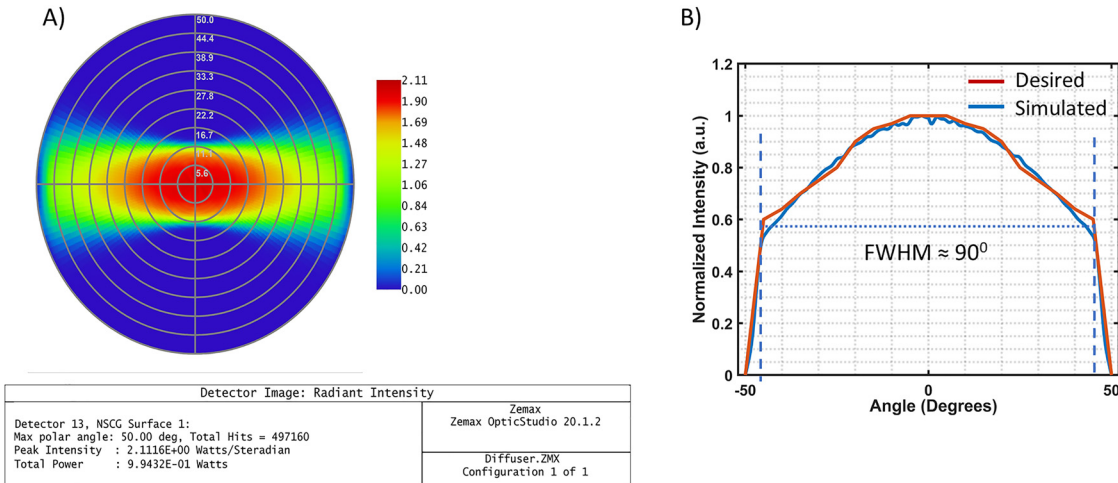 A)
50.0
44.4
38.9
33.3
27.8
22.2
16.7
11.1
5.6
2.11
1.90
1.69
1.48
1.27
1.06
0.84
0.63
0.42
0.21
0.00
Detector Image: Radiant Intensity
Detector 13, NSCG Surface 1:
Max polar angle: 50.00 deg, Total Hits = 497160
Peak Intensity : 2.1116E+00 Watts/Steradian
Total Power : 9.9432E-01 Watts
Zemax
Zemax OpticStudio 20.1.2
Diffuser.ZMX
Configuration 1 of 1
B)
Normalized Intensity (a.u.)
1.2
1
0.8
0.6
0.4
0.2
0
Desired
Simulated
FWHM ≈ 90⁰
-50
0
50
Angle (Degrees)